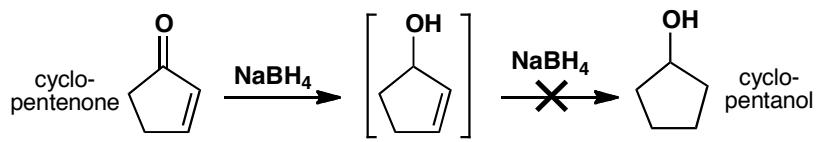 O
cyclo-
pentenone
NaBH4
OH
NaBH4
OH
cyclo-
pentanol